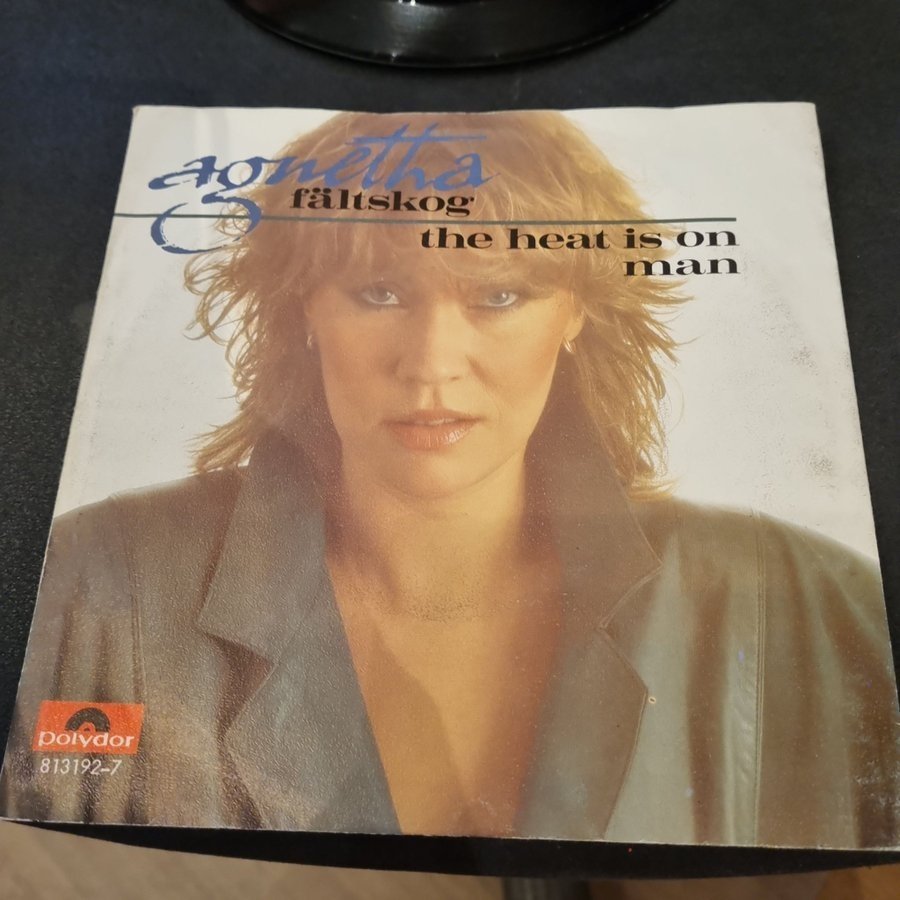 agnetha
fältskog
the heat is on
man
polydor
813192-7